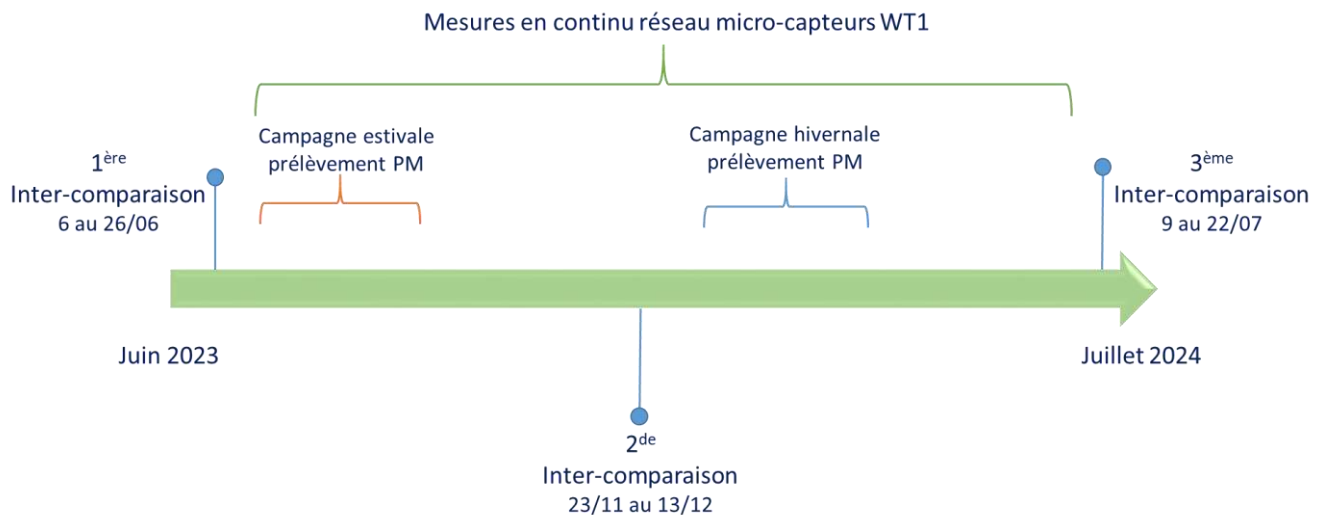 Mesures en continu réseau micro-capteurs WT1
Campagne estivale
prélèvement PM
Campagne hivernale
prélèvement PM
1ère
Inter-comparaison
6 au 26/06
3ème
Inter-comparaison
9 au 22/07
Juin 2023
Juillet 2024
2de
Inter-comparaison
23/11 au 13/12